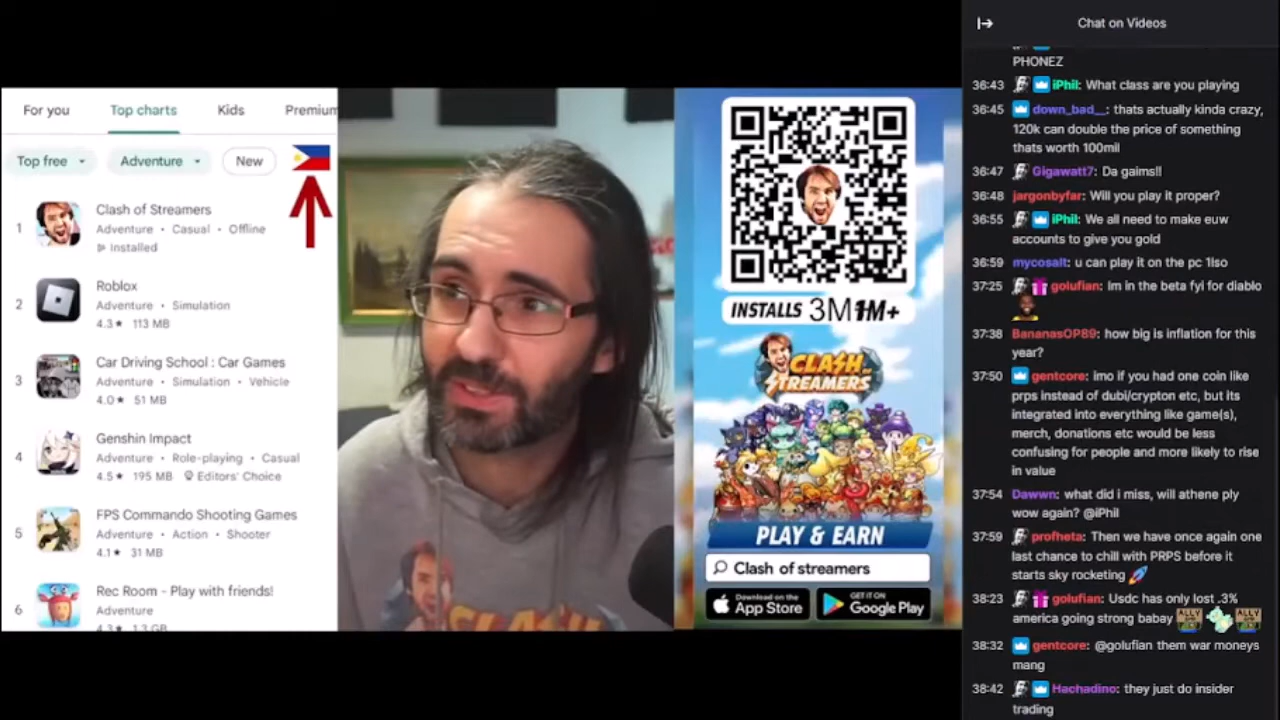 For you Top charts Kids Premium
Top free Adventure New
1 Clash of Streamers
Adventure • Casual • Offline
Installed
2 Roblox
Adventure • Simulation
4.3★ 113 MB
3 Car Driving School : Car Games
Adventure • Simulation • Vehicle
4.0★ 51 MB
4 Genshin Impact
Adventure • Role-playing • Casual
4.5★ 195 MB Editors' Choice
5 FPS Commando Shooting Games
Adventure • Action • Shooter
4.1★ 31 MB
6 Rec Room - Play with friends!
Adventure
4.3★ 1.3 GB
CLASH
INSTALLS 3M 1M+
CLASH OF
STREAMERS
PLAY & EARN
Clash of streamers
Download on the
App Store
GET IT ON
Google Play
Chat on Videos
PHONEZ
36:43 iPhil: What class are you playing
36:45 down_bad__: thats actually kinda crazy,
120k can double the price of something
thats worth 100mil
36:47 Gigawatt7: Da gaims!!
36:48 jargonbyfar: Will you play it proper?
36:55 iPhil: We all need to make euw
accounts to give you gold
36:59 mycosalt: u can play it on the pc 1lso
37:25 golufian: Im in the beta fyi for diablo
37:38 BananasOP89: how big is inflation for this
year?
37:50 gentcore: imo if you had one coin like
prps instead of dubi/crypton etc, but its
integrated into everything like game(s),
merch, donations etc would be less
confusing for people and more likely to rise
in value
37:54 Dawwn: what did i miss, will athene ply
wow again? @iPhil
37:59 profheta: Then we have once again one
last chance to chill with PRPS before it
starts sky rocketing
38:23 golufian: Usdc has only lost .3%
america going strong babay
38:32 gentcore: @golufian them war moneys
mang
38:42 Hachadino: they just do insider
trading